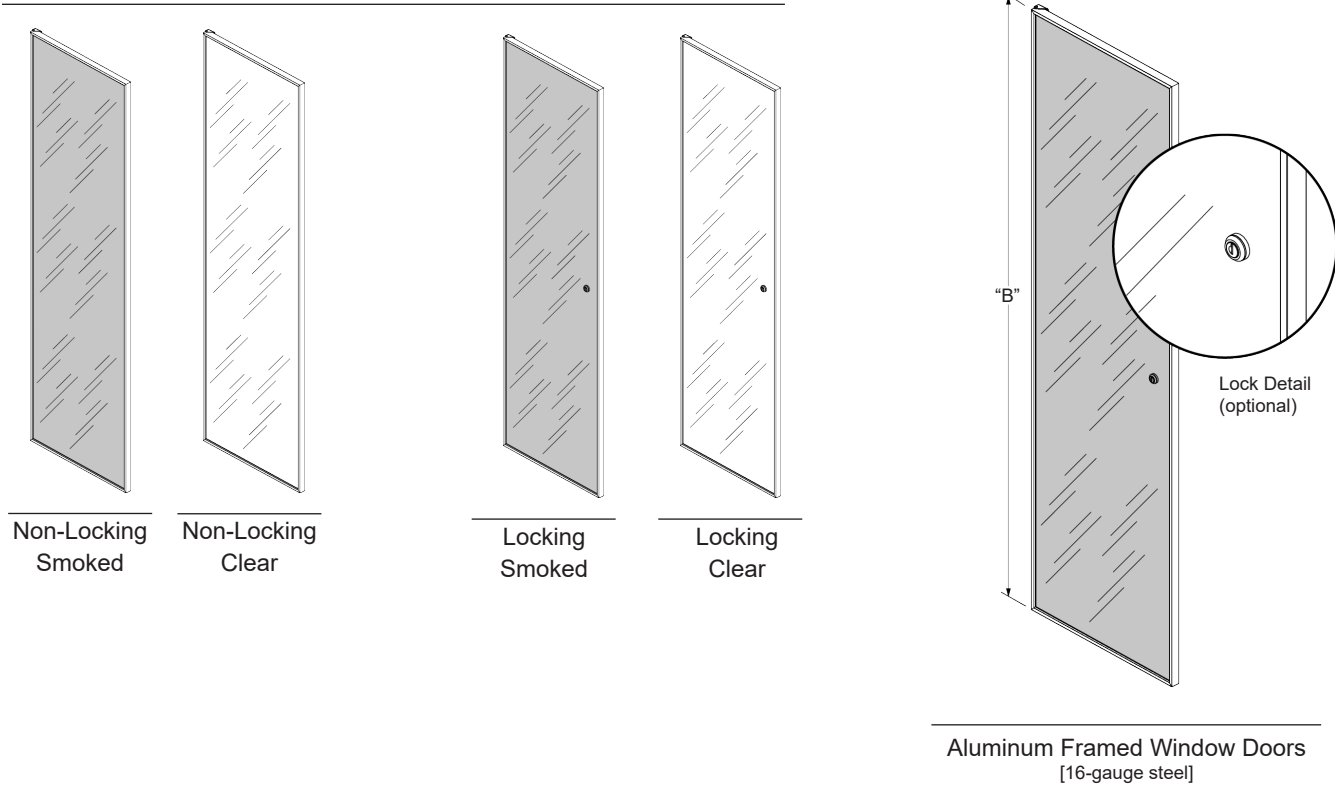 Non-Locking
Smoked
Non-Locking
Clear
Locking
Smoked
Locking
Clear
“B”
Lock Detail
(optional)
Aluminum Framed Window Doors
[16-gauge steel]